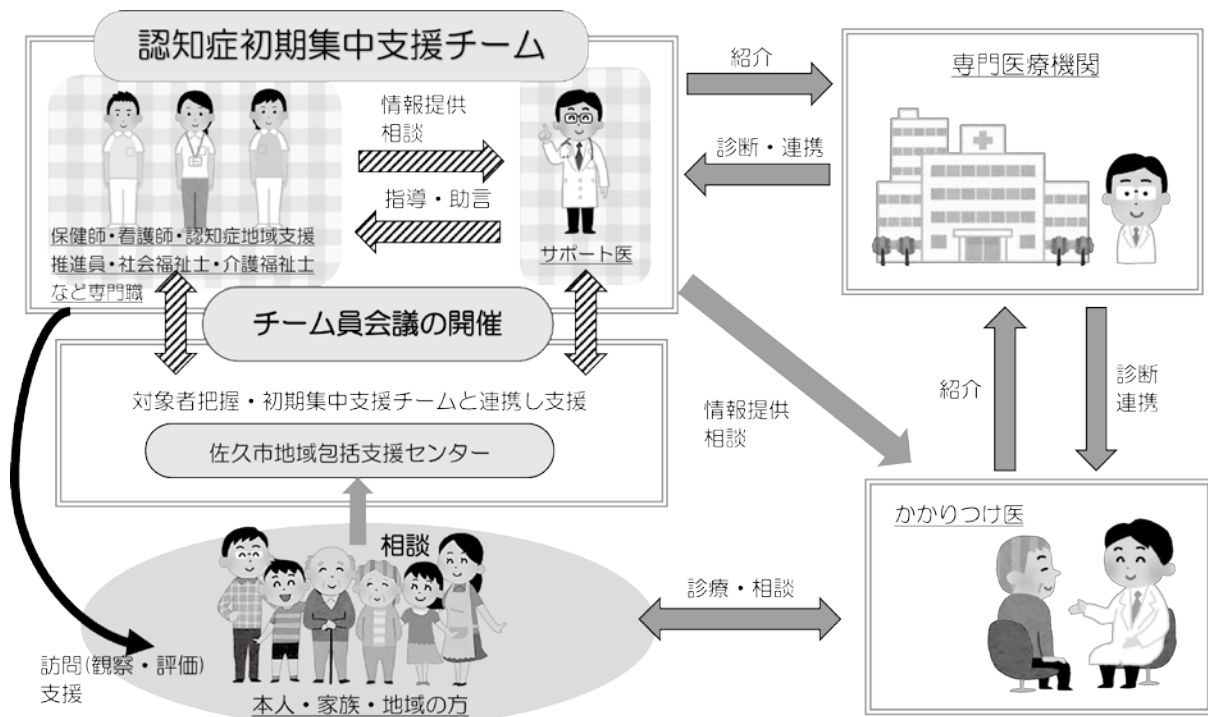 認知症初期集中支援チーム
情報提供
相談
指導・助言
保健師・看護師・認知症地域支援
推進員・社会福祉士・介護福祉士
など専門職
サポート医
紹介
診断・連携
専門医療機関
チーム員会議の開催
対象者把握・初期集中支援チームと連携し支援
佐久市地域包括支援センター
情報提供
相談
紹介
診断
連携
かかりつけ医
相談
診療・相談
訪問(観察・評価)
支援
本人・家族・地域の方